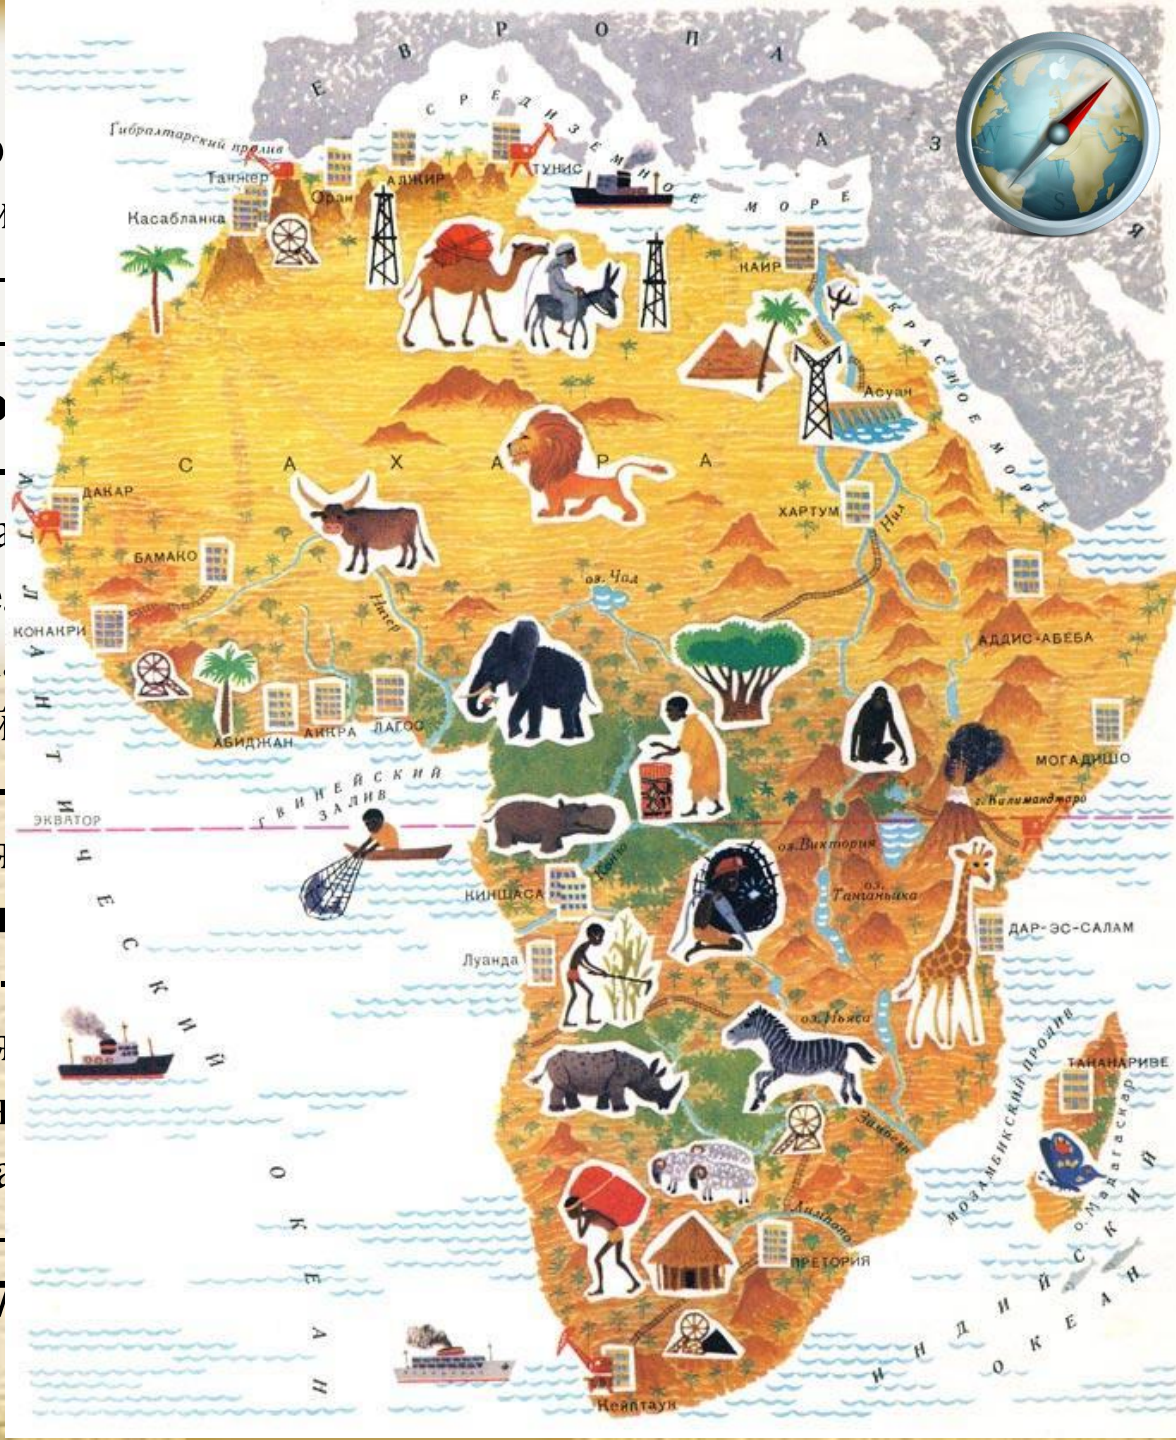 ЕВРОПА
АЗИЯ
СРЕДИЗЕМНОЕ МОРЕ
Гибралтарский пролив
Танжер
Оран
АЛЖИР
ТУНИС
Касабланка
КАИР
КРАСНОЕ МОРЕ
Асуан
САХАРА
ДАКАР
ХАРТУМ
Нил
БАМАКО
оз. Чад
Нигер
КОНАКРИ
АДДИС-АБЕБА
АБИДЖАН
АККРА
ЛАГОС
МОГАДИШО
ГВИНЕЙСКИЙ
ЗАЛИВ
г. Килиманджаро
ЭКВАТОР
оз. Виктория
Конго
КИНШАСА
оз.
Танганьика
ДАР-ЭС-САЛАМ
Луанда
оз. Ньяса
АТЛАНТИЧЕСКИЙ
ОКЕАН
МОЗАМБИКСКИЙ ПРОЛИВ
ТАНАНАРИВЕ
о. Мадагаскар
Замбези
Лимпопо
ПРЕТОРИЯ
ИНДИЙСКИЙ
ОКЕАН
Кейптаун
W
S